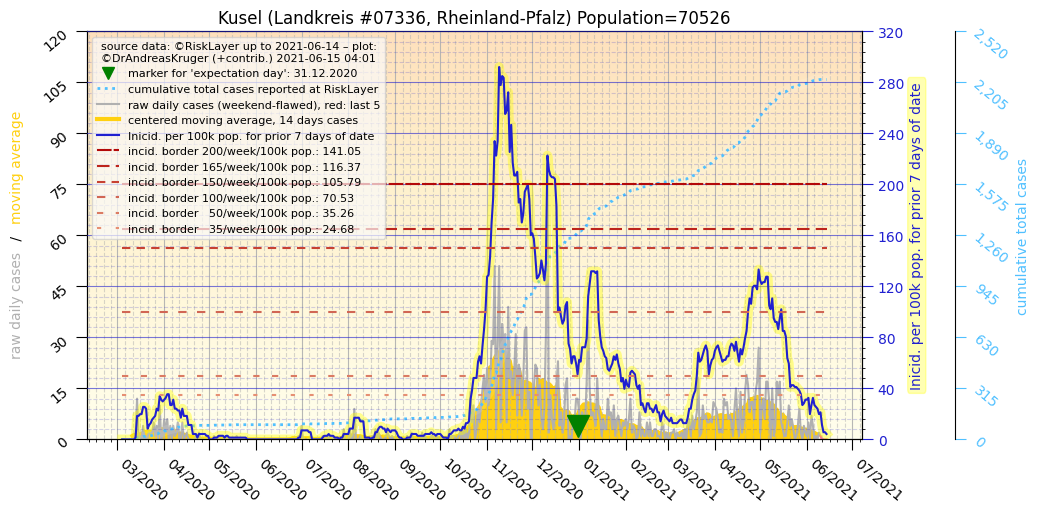 Kusel (Landkreis #07336, Rheinland-Pfalz) Population=70526
source data: ©RiskLayer up to 2021-06-14 – plot:
©DrAndreasKruger (+contrib.) 2021-06-15 04:01
marker for 'expectation day': 31.12.2020
cumulative total cases reported at RiskLayer
raw daily cases (weekend-flawed), red: last 5
centered moving average, 14 days cases
Inicid. per 100k pop. for prior 7 days of date
incid. border 200/week/100k pop.: 141.05
incid. border 165/week/100k pop.: 116.37
incid. border 150/week/100k pop.: 105.79
incid. border 100/week/100k pop.: 70.53
incid. border 50/week/100k pop.: 35.26
incid. border 35/week/100k pop.: 24.68
raw daily cases / moving average
120
105
90
75
60
45
30
15
0
03/2020
04/2020
05/2020
06/2020
07/2020
08/2020
09/2020
10/2020
11/2020
12/2020
01/2021
02/2021
03/2021
04/2021
05/2021
06/2021
07/2021
320
280
240
200
160
120
80
40
0
Inicid. per 100k pop. for prior 7 days of date
2,520
2,205
1,890
1,575
1,260
945
630
315
0
cumulative total cases